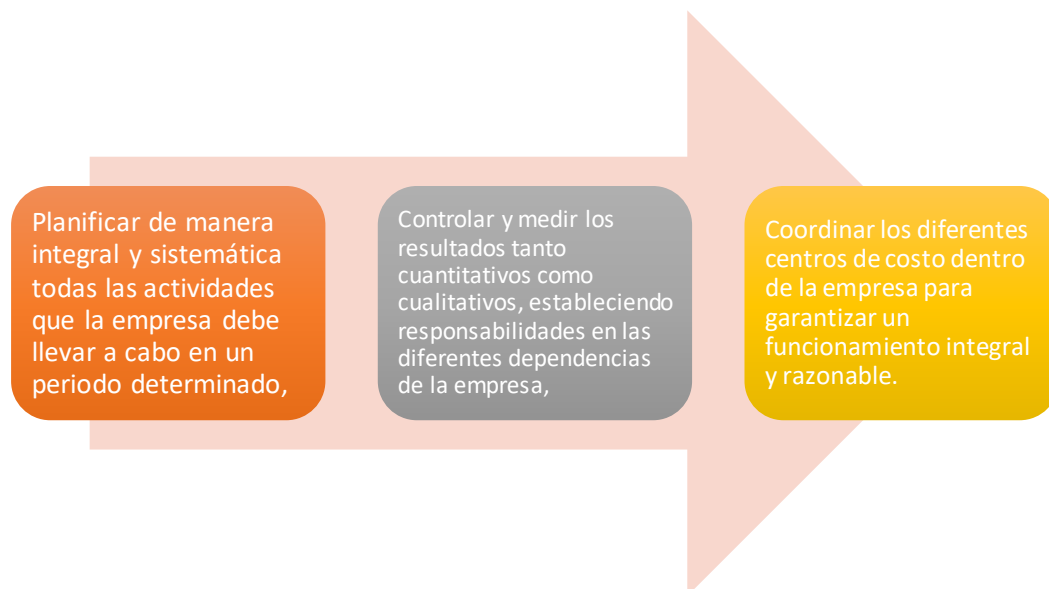 Planificar de manera
integral y sistemática
todas las actividades
que la empresa debe
llevar a cabo en un
periodo determinado,
Controlar y medir los
resultados tanto
cuantitativos como
cualitativos, estableciendo
responsabilidades en las
diferentes dependencias
de la empresa,
Coordinar los diferentes
centros de costo dentro
de la empresa para
garantizar un
funcionamiento integral
y razonable.